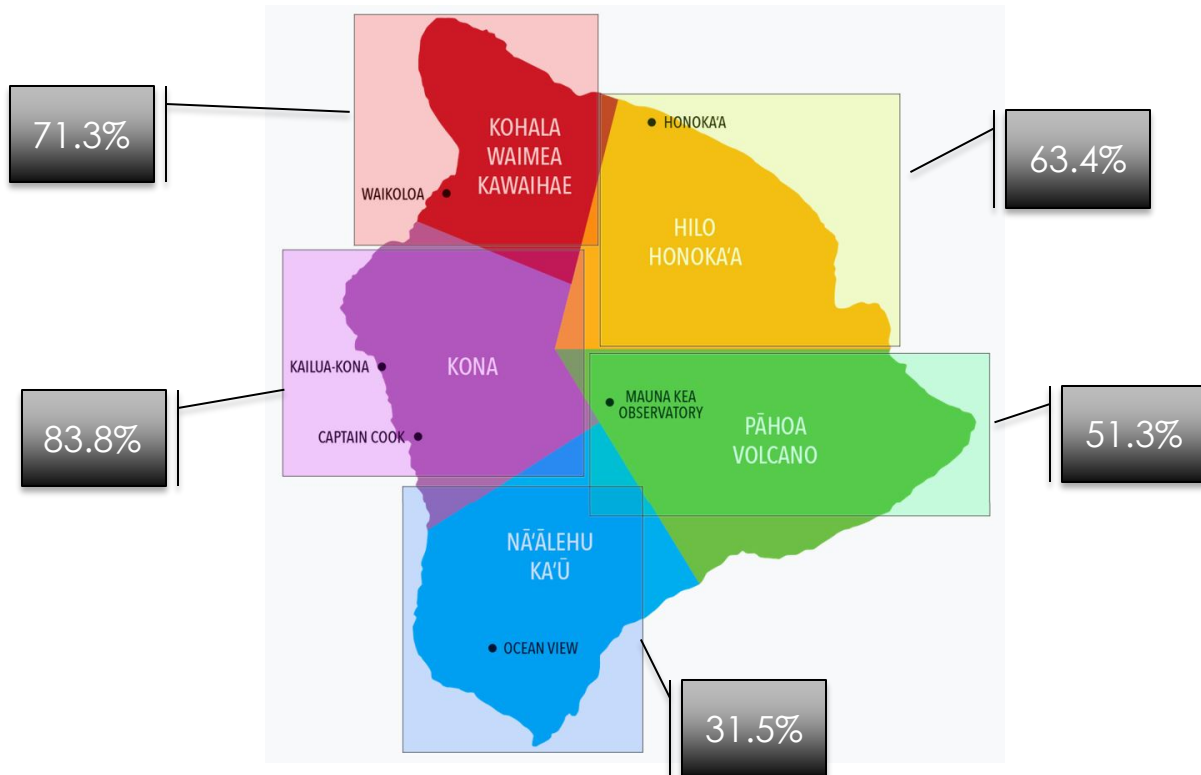 71.3%
KOHALA
WAIMEA
KAWAIHAE
WAIKOLOA
HONOKA‘A
63.4%
HILO
HONOKA‘A
KAILUA-KONA
KONA
CAPTAIN COOK
83.8%
MAUNA KEA
OBSERVATORY
PĀHOA
VOLCANO
51.3%
NĀ‘ĀLEHU
KA‘Ū
OCEAN VIEW
31.5%